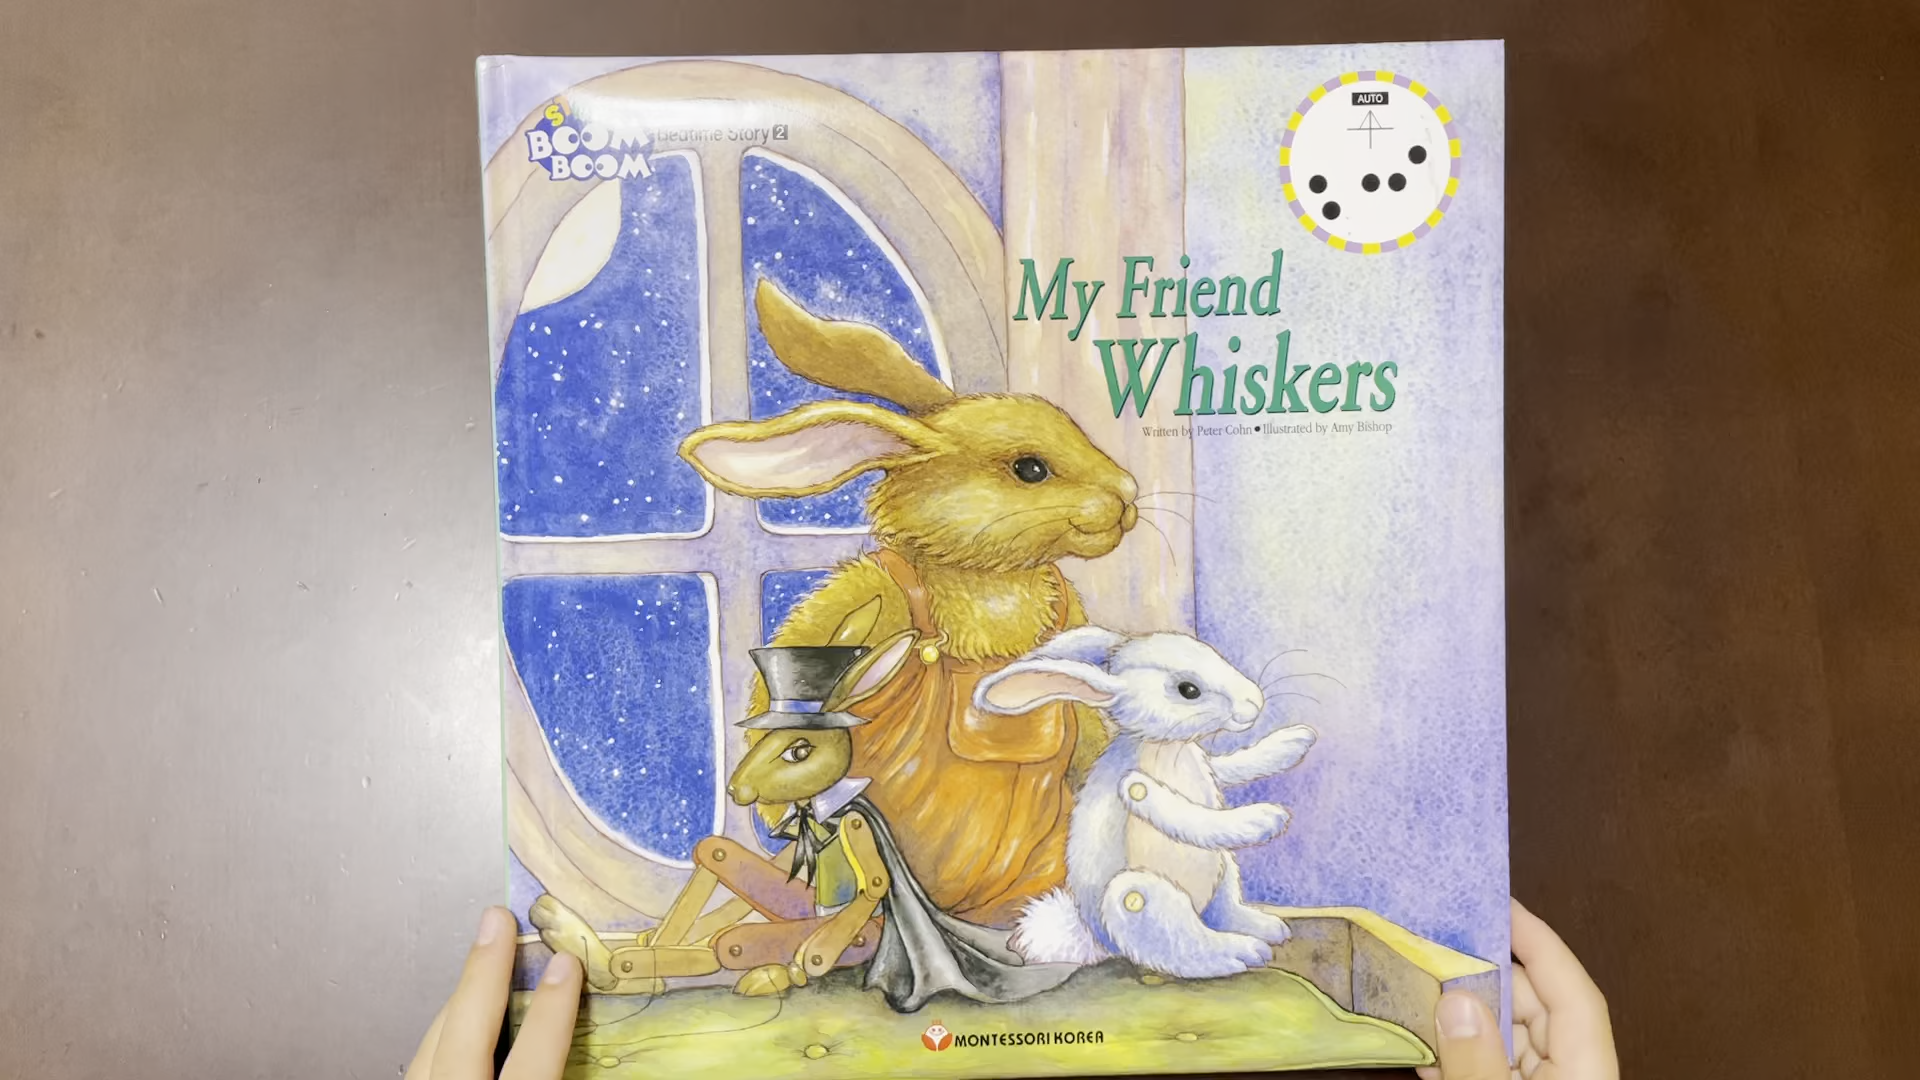 AUTO
BOOM
BOOM
Bedtime Story 2
My Friend
Whiskers
Written by Peter Cohn ● Illustrated by Amy Bishop
MONTESSORI KOREA